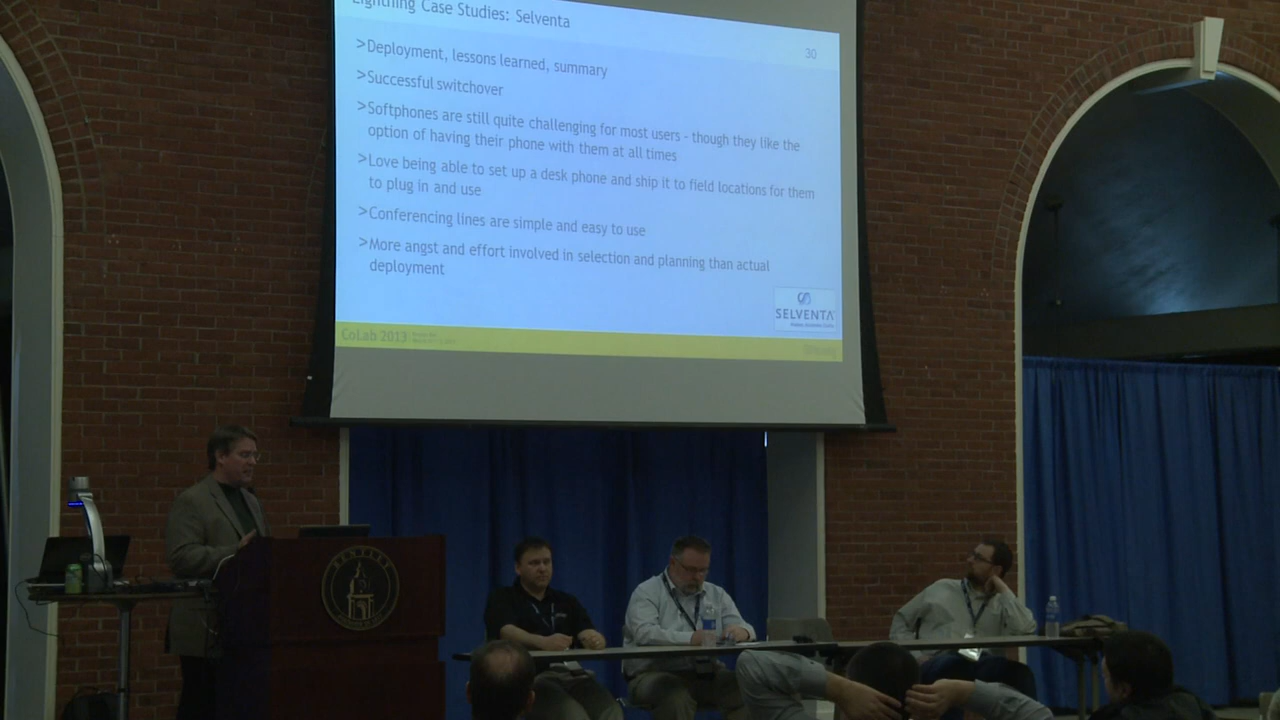 Lightning Case Studies: Selventa
30
>Deployment, lessons learned, summary
>Successful switchover
>Softphones are still quite challenging for most users - though they like the
option of having their phone with them at all times
>Love being able to set up a desk phone and ship it to field locations for them
to plug in and use
>Conferencing lines are simple and easy to use
>More angst and effort involved in selection and planning than actual
deployment
SELVENTA
CoLab 2013
BENTLEY